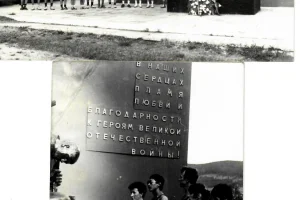 В НАШИХ
СЕРДЦАХ
ПЛАМЯ
ЛЮБВИ И
БЛАГОДАРНОСТИ
К ГЕРОЯМ ВЕЛИКОЙ
ОТЕЧЕСТВЕННОЙ
ВОЙНЫ!